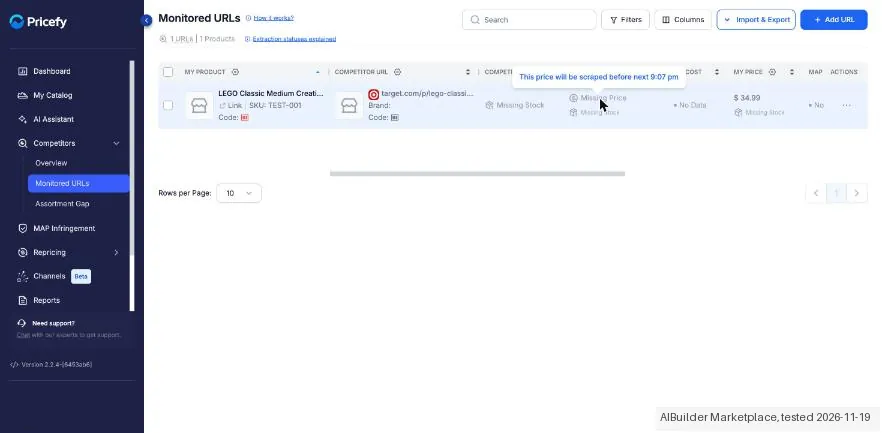 Pricefy
Dashboard
My Catalog
AI Assistant
Competitors
Overview
Monitored URLs
Assortment Gap
MAP Infringement
Repricing
Channels Beta
Reports
Need support?
Chat with our experts to get support.
Version 2.2.4-[6453ab6]
Monitored URLs How it works?
1 URLs | 1 Products Extraction statuses explained
Search
Filters
Columns
Import & Export
+ Add URL
This price will be scraped before next 9:07 pm
MY PRODUCT
COMPETITOR URL
COST
MY PRICE
MAP
ACTIONS
LEGO Classic Medium Creati...
Link | SKU: TEST-001
Code:
target.com/p/lego-classi...
Brand:
Code:
Missing Stock
Missing Price
Missing Stock
• No Data
$ 34.99
Missing Stock
• No
...
Rows per Page: 10
1
AIBuilder Marketplace, tested 2026-11-19